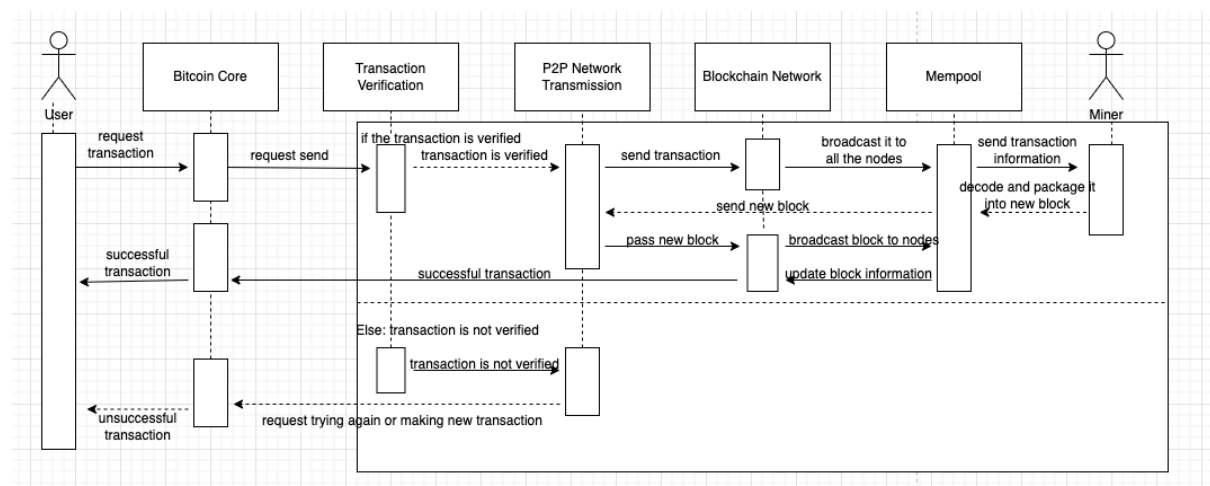 Bitcoin Core
Transaction
Verification
P2P Network
Transmission
Blockchain Network
Mempool
User
Miner
request
transaction
request send
if the transaction is verified
transaction is verified
send transaction
broadcast it to
all the nodes
send transaction
information
decode and package it
into new block
send new block
pass new block
broadcast block to nodes
successful
transaction
successful transaction
update block information
Else: transaction is not verified
transaction is not verified
unsuccessful
transaction
request trying again or making new transaction